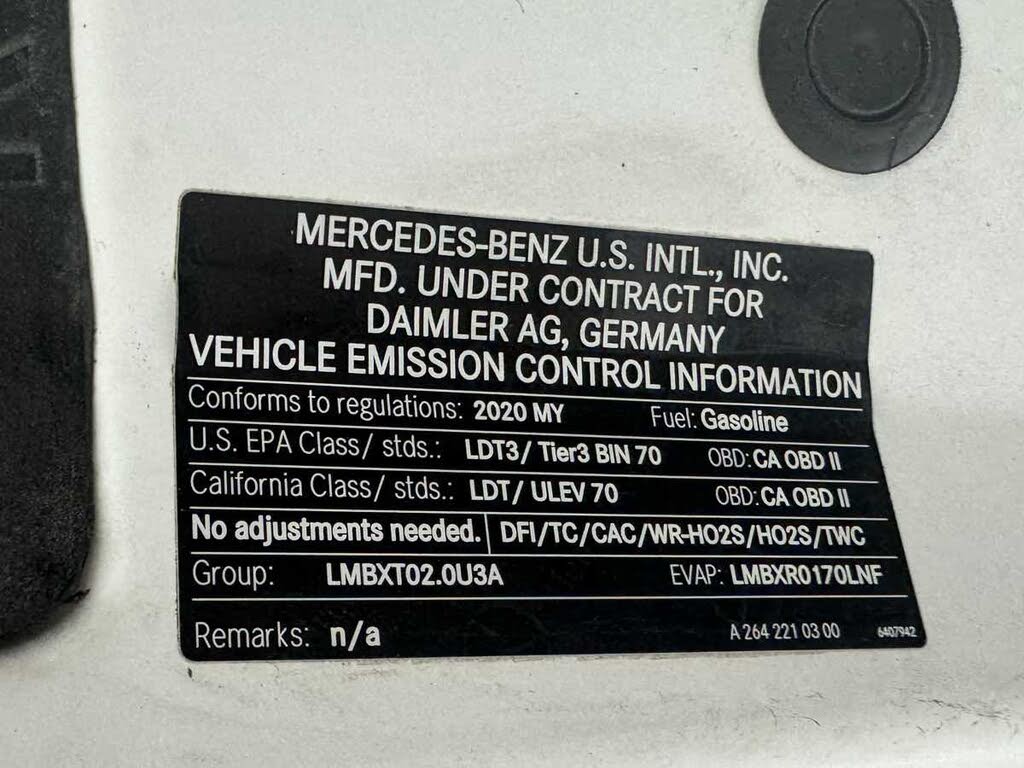 MERCEDES-BENZ U.S. INTL., INC.
MFD. UNDER CONTRACT FOR
DAIMLER AG, GERMANY
VEHICLE EMISSION CONTROL INFORMATION
Conforms to regulations: 2020 MY Fuel: Gasoline
U.S. EPA Class/ stds.: LDT3/ Tier3 BIN 70 OBD: CA OBD II
California Class/ stds.: LDT/ ULEV 70 OBD: CA OBD II
No adjustments needed. DFI/TC/CAC/WR-HO2S/HO2S/TWC
Group: LMBXT02.0U3A EVAP: LMBXR0170LNF
Remarks: n/a A 264 221 03 00 6407942